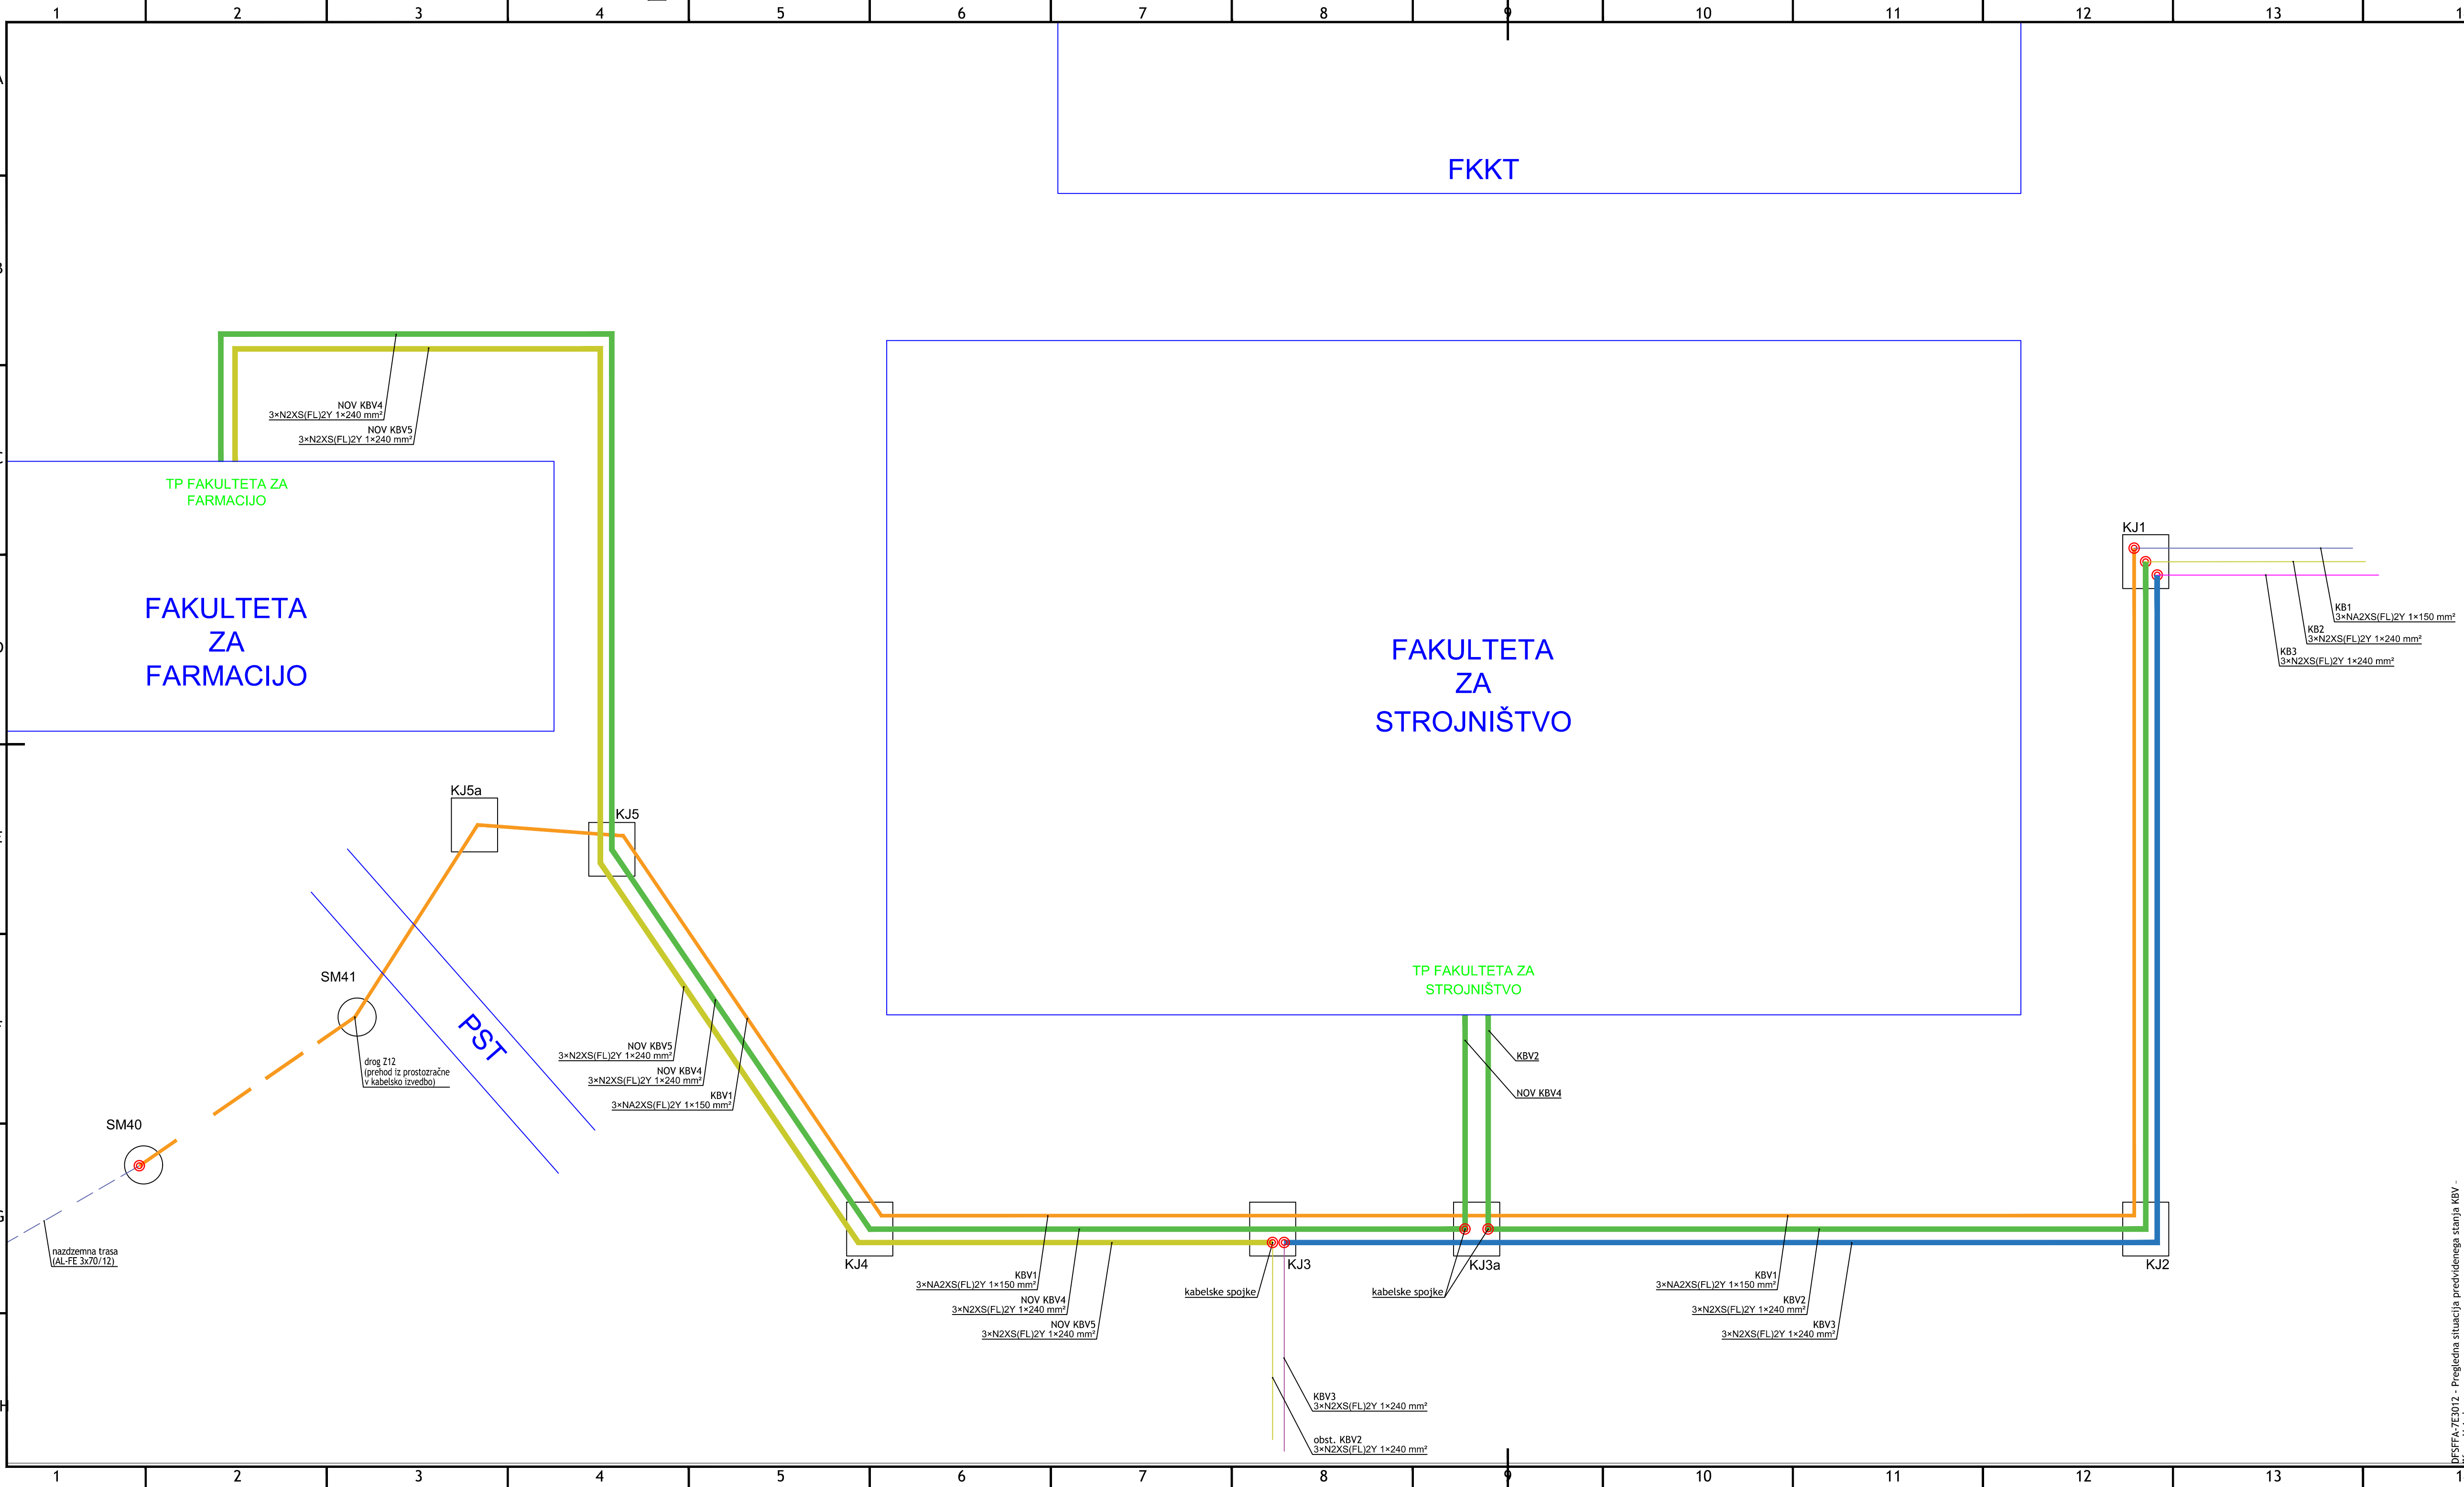 1 2 3 4 5 6 7 8 9 10 11 12 13
A
B
C
D
E
F
G
H
FKKT
NOV KBV4
3×N2XS(FL)2Y 1×240 mm²
NOV KBV5
3×N2XS(FL)2Y 1×240 mm²
TP FAKULTETA ZA
FARMACIJO
FAKULTETA
ZA
FARMACIJO
KJ1
KB1
3×NA2XS(FL)2Y 1×150 mm²
KB2
3×N2XS(FL)2Y 1×240 mm²
KB3
3×N2XS(FL)2Y 1×240 mm²
FAKULTETA
ZA
STROJNIŠTVO
KJ5a
KJ5
SM41
TP FAKULTETA ZA
STROJNIŠTVO
PST
drog Z12
(prehod iz prostozračne
v kabelsko izvedbo)
NOV KBV5
3×N2XS(FL)2Y 1×240 mm²
NOV KBV4
3×N2XS(FL)2Y 1×240 mm²
KBV1
3×NA2XS(FL)2Y 1×150 mm²
KBV2
NOV KBV4
SM40
nazdzemna trasa
(AL-FE 3x70/12)
KJ4
KJ3
KJ3a
KJ2
KBV1
3×NA2XS(FL)2Y 1×150 mm²
NOV KBV4
3×N2XS(FL)2Y 1×240 mm²
NOV KBV5
3×N2XS(FL)2Y 1×240 mm²
kabelske spojke
kabelske spojke
KBV1
3×NA2XS(FL)2Y 1×150 mm²
KBV2
3×N2XS(FL)2Y 1×240 mm²
KBV3
3×N2XS(FL)2Y 1×240 mm²
KBV3
3×N2XS(FL)2Y 1×240 mm²
obst. KBV2
3×N2XS(FL)2Y 1×240 mm²
DFSFFA-7E3012 - Pregledna situacija predvidenega stanja KBV -
1 2 3 4 5 6 7 8 9 10 11 12 13